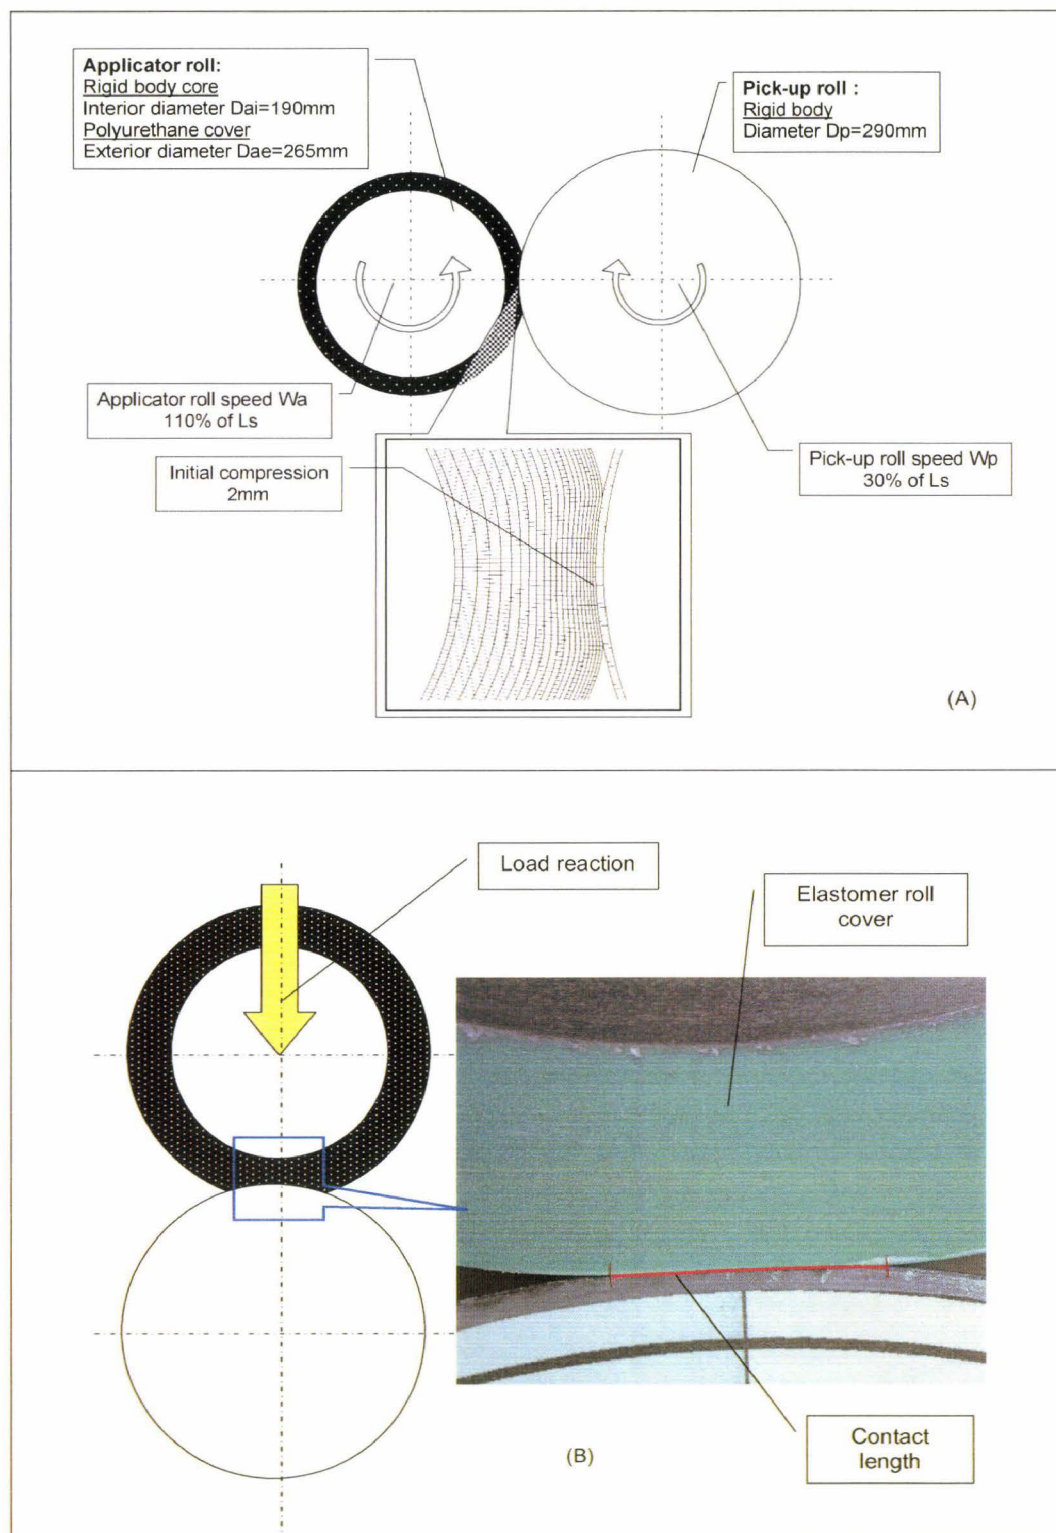 Applicator roll:
Rigid body core
Interior diameter Dai=190mm
Polyurethane cover
Exterior diameter Dae=265mm
Pick-up roll :
Rigid body
Diameter Dp=290mm
Applicator roll speed Wa
110% of Ls
Initial compression
2mm
Pick-up roll speed Wp
30% of Ls
(A)
Load reaction
Elastomer roll
cover
Contact
length
(B)